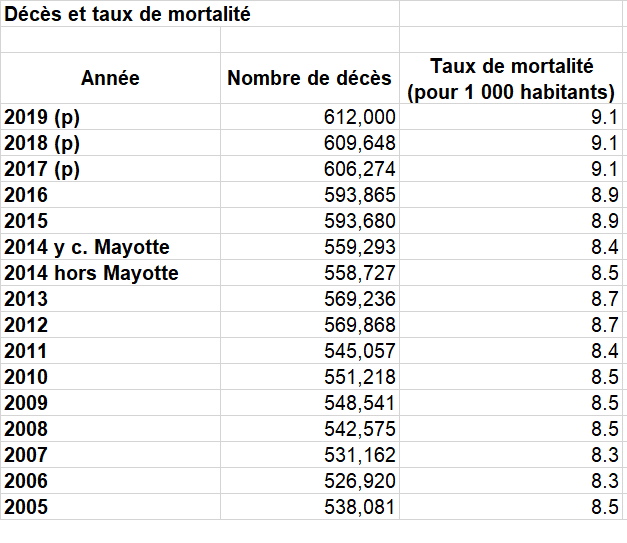 Décès et taux de mortalité
Année Nombre de décès Taux de mortalité
(pour 1 000 habitants)
2019 (p) 612,000 9.1
2018 (p) 609,648 9.1
2017 (p) 606,274 9.1
2016 593,865 8.9
2015 593,680 8.9
2014 y c. Mayotte 559,293 8.4
2014 hors Mayotte 558,727 8.5
2013 569,236 8.7
2012 569,868 8.7
2011 545,057 8.4
2010 551,218 8.5
2009 548,541 8.5
2008 542,575 8.5
2007 531,162 8.3
2006 526,920 8.3
2005 538,081 8.5